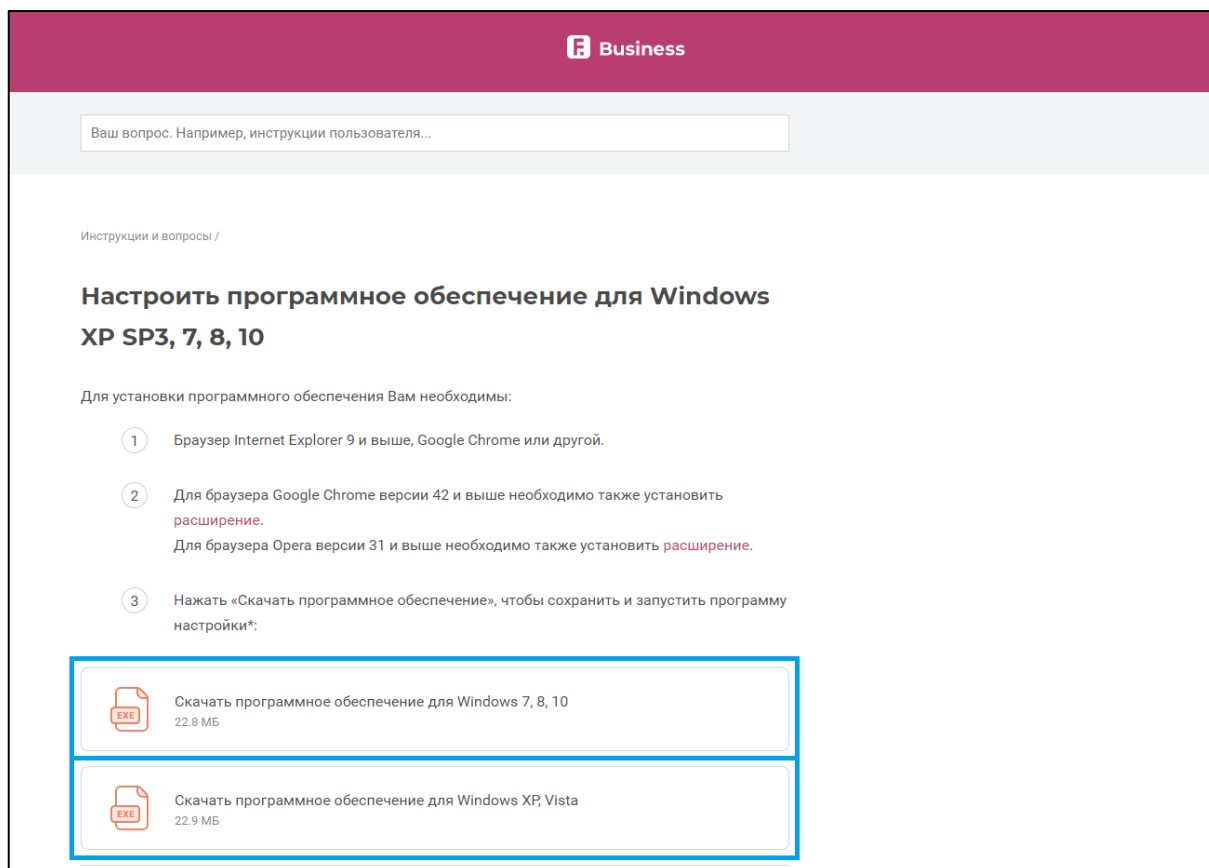 F. Business
Ваш вопрос. Например, инструкции пользователя...
Инструкции и вопросы /
Настроить программное обеспечение для Windows
XP SP3, 7, 8, 10
Для установки программного обеспечения Вам необходимы:
1 Браузер Internet Explorer 9 и выше, Google Chrome или другой.
2 Для браузера Google Chrome версии 42 и выше необходимо также установить
расширение.
Для браузера Opera версии 31 и выше необходимо также установить расширение.
3 Нажать «Скачать программное обеспечение», чтобы сохранить и запустить программу
настройки*:
EXE Скачать программное обеспечение для Windows 7, 8, 10
22.8 МБ
EXE Скачать программное обеспечение для Windows XP, Vista
22.9 МБ